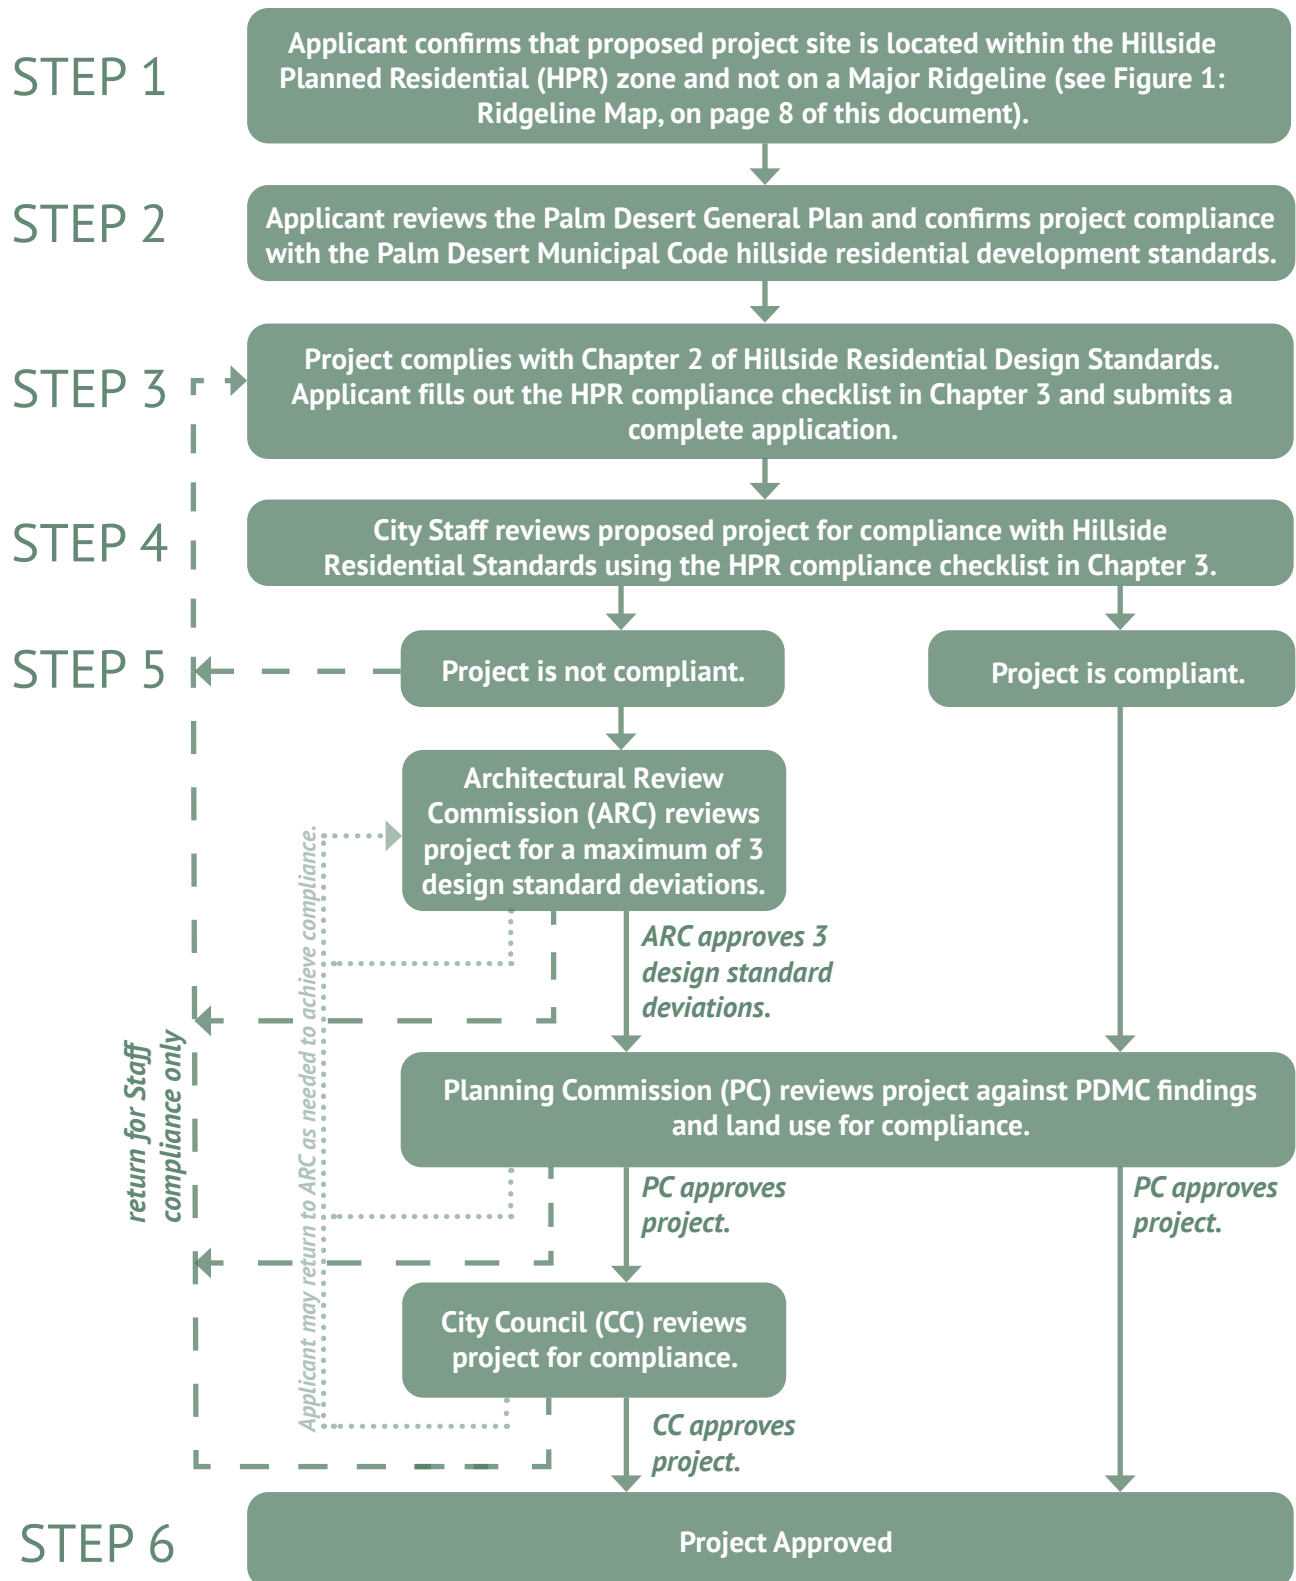 STEP 1
Applicant confirms that proposed project site is located within the Hillside
Planned Residential (HPR) zone and not on a Major Ridgeline (see Figure 1:
Ridgeline Map, on page 8 of this document).
STEP 2
Applicant reviews the Palm Desert General Plan and confirms project compliance
with the Palm Desert Municipal Code hillside residential development standards.
STEP 3
Project complies with Chapter 2 of Hillside Residential Design Standards.
Applicant fills out the HPR compliance checklist in Chapter 3 and submits a
complete application.
STEP 4
City Staff reviews proposed project for compliance with Hillside
Residential Standards using the HPR compliance checklist in Chapter 3.
STEP 5
Project is not compliant.
Project is compliant.
Architectural Review
Commission (ARC) reviews
project for a maximum of 3
design standard deviations.
Applicant may return to ARC as needed to achieve compliance.
ARC approves 3
design standard
deviations.
return for Staff
compliance only
Planning Commission (PC) reviews project against PDMC findings
and land use for compliance.
PC approves
project.
PC approves
project.
City Council (CC) reviews
project for compliance.
CC approves
project.
STEP 6
Project Approved